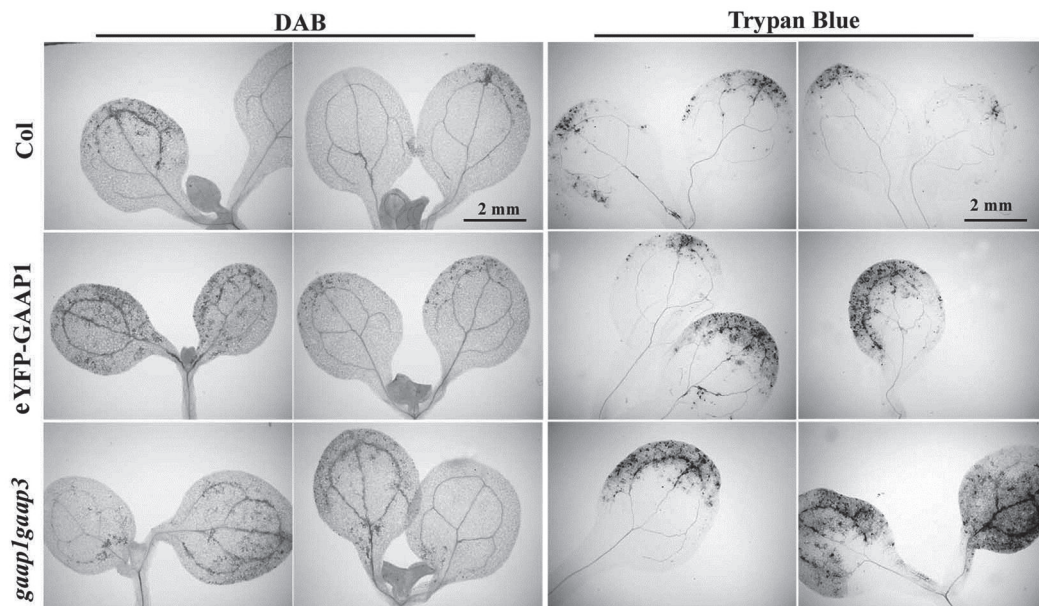 DAB
Trypan Blue
Col
2 mm
2 mm
eYFP-GAAP1
gaap1gaap3